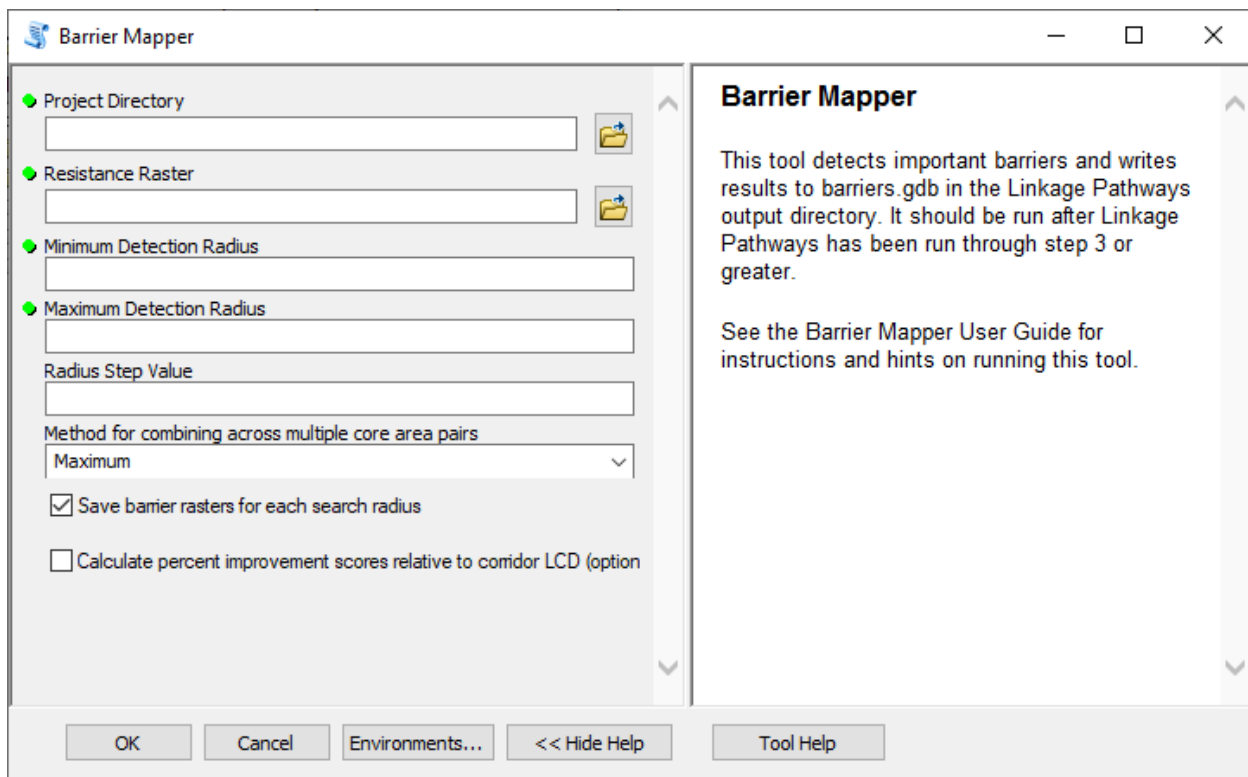 Barrier Mapper
Project Directory
Resistance Raster
Minimum Detection Radius
Maximum Detection Radius
Radius Step Value
Method for combining across multiple core area pairs
Maximum
Save barrier rasters for each search radius
Calculate percent improvement scores relative to corridor LCD (option
Barrier Mapper
This tool detects important barriers and writes
results to barriers.gdb in the Linkage Pathways
output directory. It should be run after Linkage
Pathways has been run through step 3 or
greater.
See the Barrier Mapper User Guide for
instructions and hints on running this tool.
OK
Cancel
Environments...
<< Hide Help
Tool Help